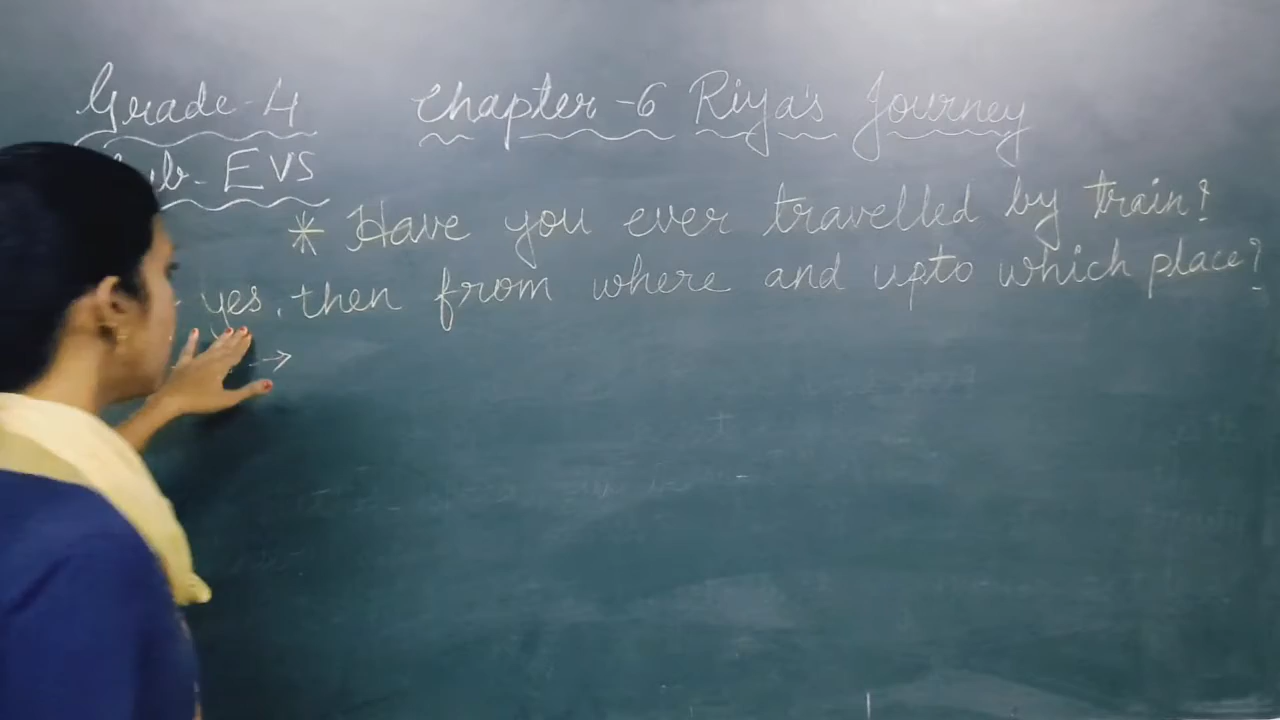 Grade-4 Chapter-6 Riya's Journey
Sub- EVS
* Have you ever travelled by train?
yes, then from where and upto which place?
→